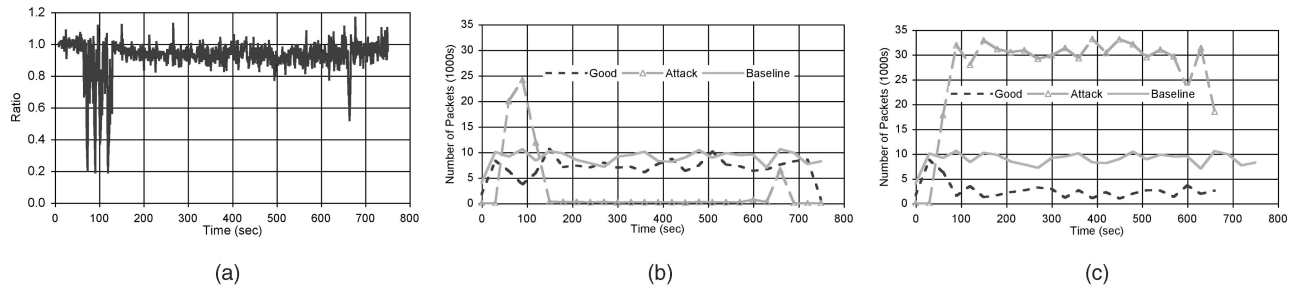 1.2
1.0
0.8
0.6
0.4
0.2
0.0
Ratio
0 100 200 300 400 500 600 700 800
Time (sec)
(a)
35
30
25
20
15
10
5
0
Number of Packets (1000s)
Good Attack Baseline
0 100 200 300 400 500 600 700 800
Time (sec)
(b)
35
30
25
20
15
10
5
0
Number of Packets (1000s)
Good Attack Baseline
0 100 200 300 400 500 600 700 800
Time (sec)
(c)